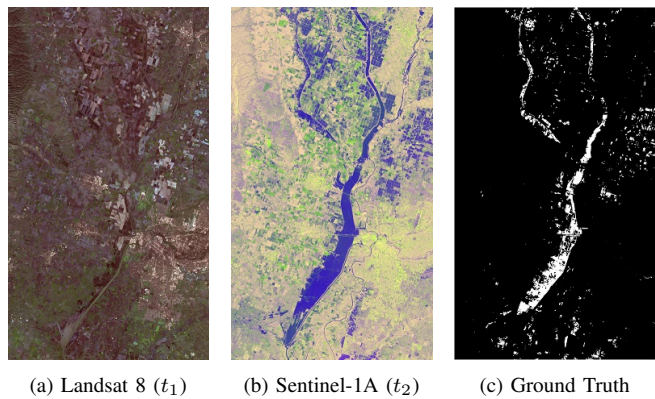 (a) Landsat 8 (t₁) (b) Sentinel-1A (t₂) (c) Ground Truth